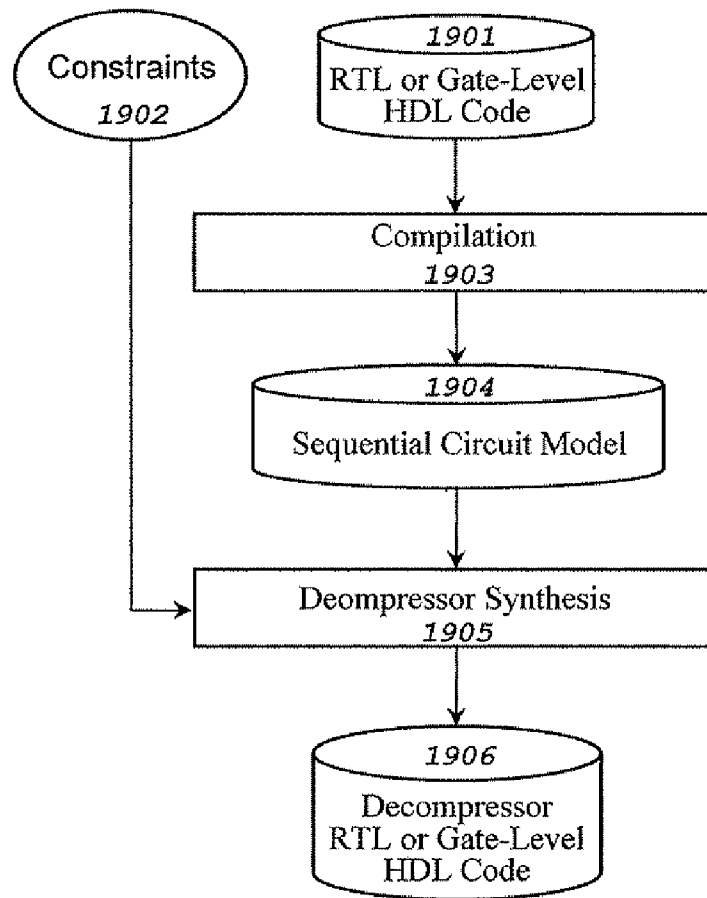 Constraints
1902
1901
RTL or Gate-Level
HDL Code
Compilation
1903
1904
Sequential Circuit Model
Deompressor Synthesis
1905
1906
Decompressor
RTL or Gate-Level
HDL Code